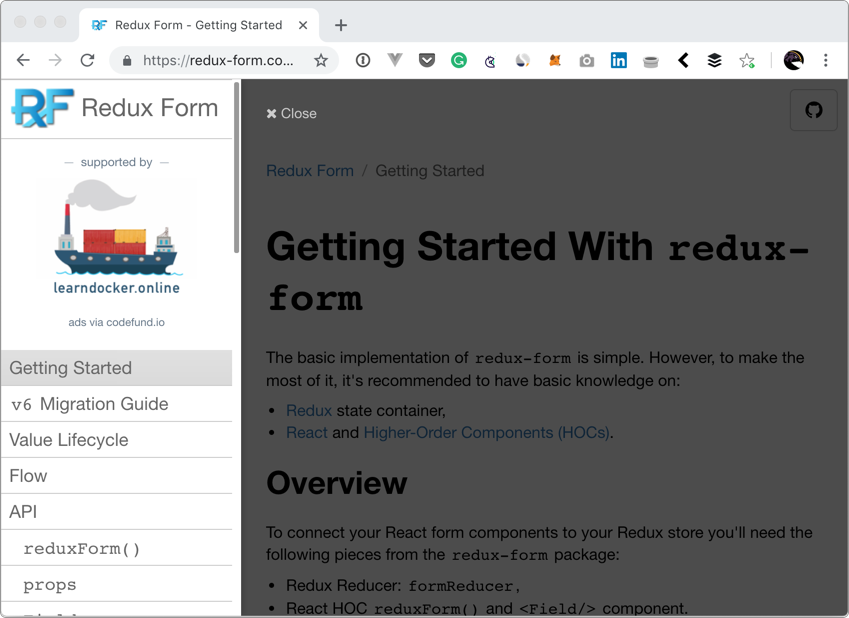 Redux Form - Getting Started
https://redux-form.co...
Redux Form
supported by
learndocker.online
ads via codefund.io
Getting Started
v6 Migration Guide
Value Lifecycle
Flow
API
reduxForm()
props
Close
Redux Form / Getting Started
Getting Started With redux-
form
The basic implementation of redux-form is simple. However, to make the
most of it, it's recommended to have basic knowledge on:
• Redux state container,
• React and Higher-Order Components (HOCs).
Overview
To connect your React form components to your Redux store you'll need the
following pieces from the redux-form package:
• Redux Reducer: formReducer,
• React HOC reduxForm() and <Field/> component.